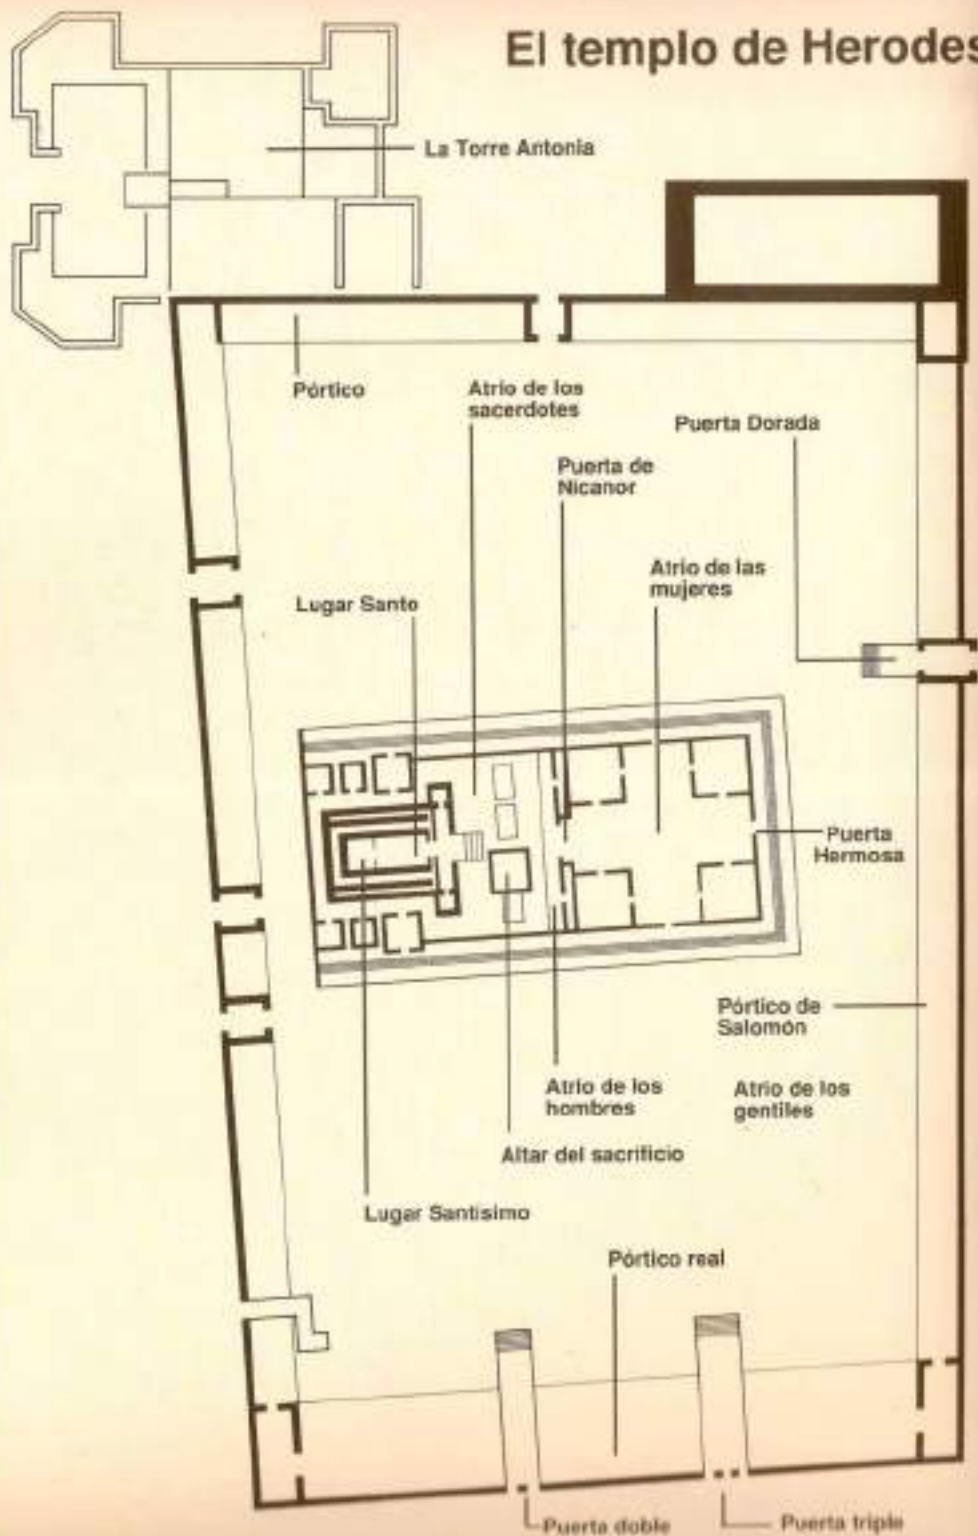 El templo de Herodes
La Torre Antonia
Pórtico
Atrio de los
sacerdotes
Puerta Dorada
Puerta de
Nicanor
Atrio de las
mujeres
Lugar Santo
Puerta
Hermosa
Pórtico de
Salomón
Atrio de los
hombres
Atrio de los
gentiles
Altar del sacrificio
Lugar Santísimo
Pórtico real
Puerta doble
Puerta triple